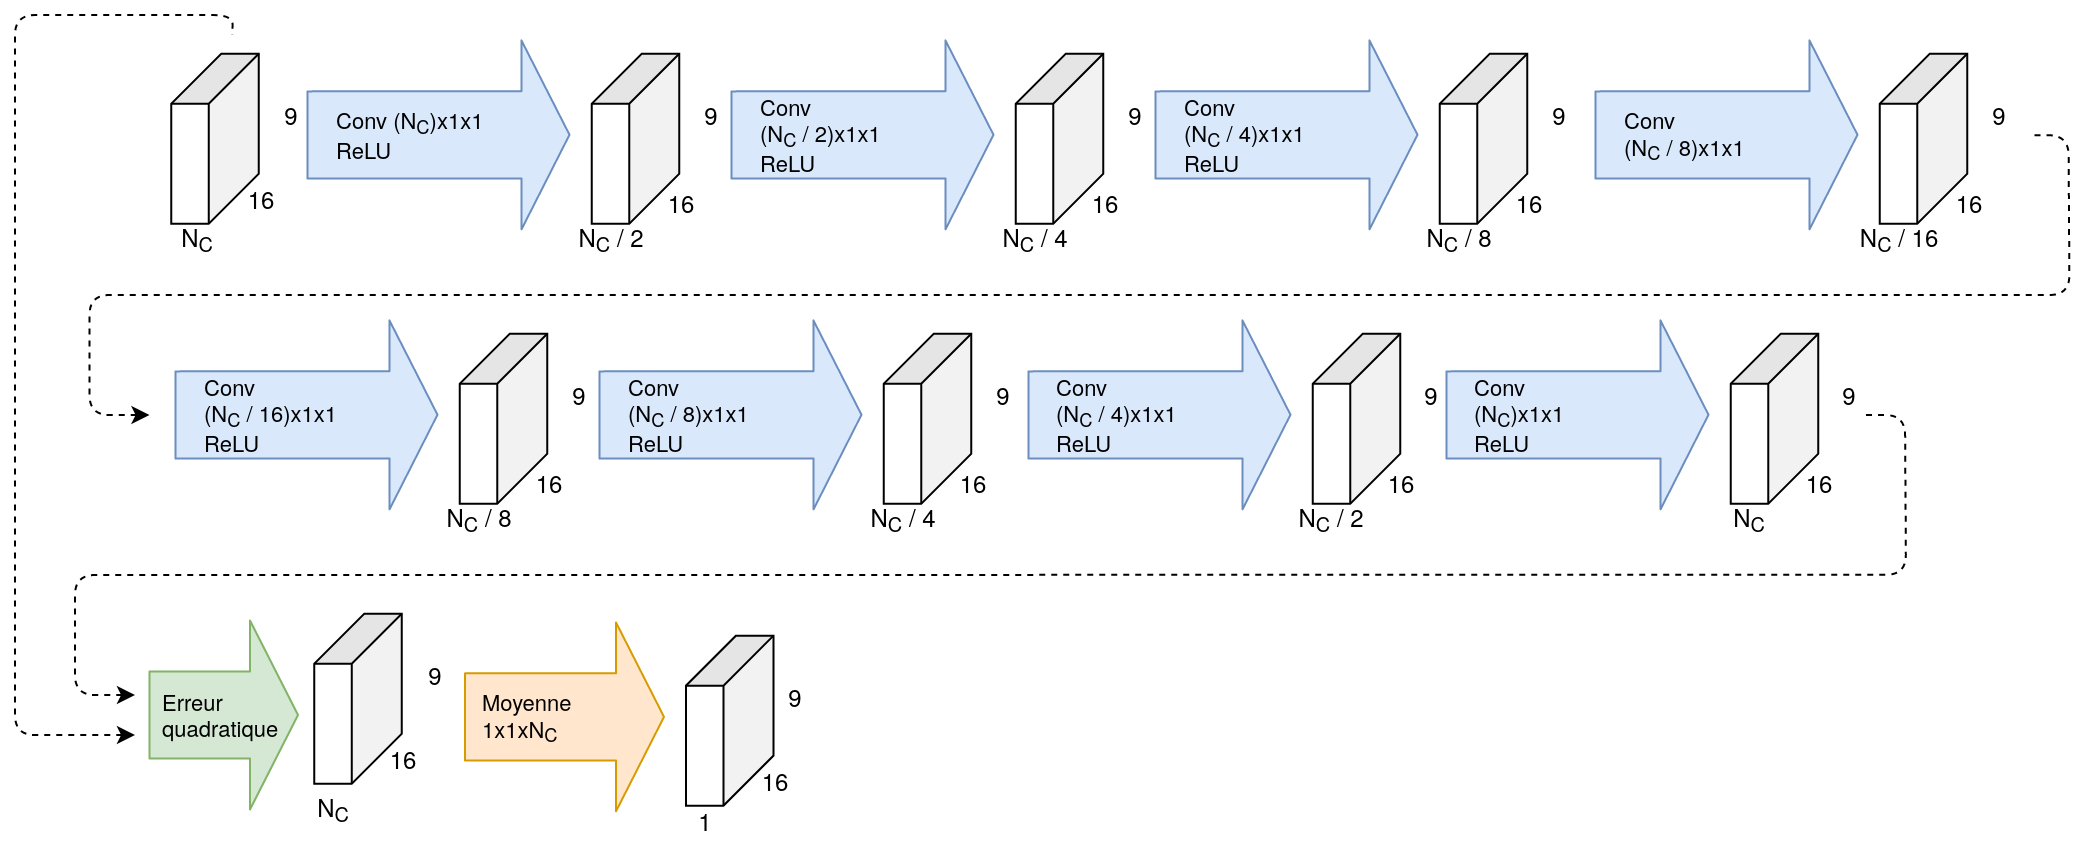 9
Conv (N_C)x1x1
ReLU
16
N_C
9
Conv
(N_C / 2)x1x1
ReLU
16
N_C / 2
9
Conv
(N_C / 4)x1x1
ReLU
16
N_C / 4
9
Conv
(N_C / 8)x1x1
16
N_C / 8
9
16
N_C / 16
Conv
(N_C / 16)x1x1
ReLU
9
16
N_C / 8
Conv
(N_C / 8)x1x1
ReLU
9
16
N_C / 4
Conv
(N_C / 4)x1x1
ReLU
9
16
N_C / 2
Conv
(N_C)x1x1
ReLU
9
16
N_C
Erreur
quadratique
9
16
N_C
Moyenne
1x1xN_C
9
16
1